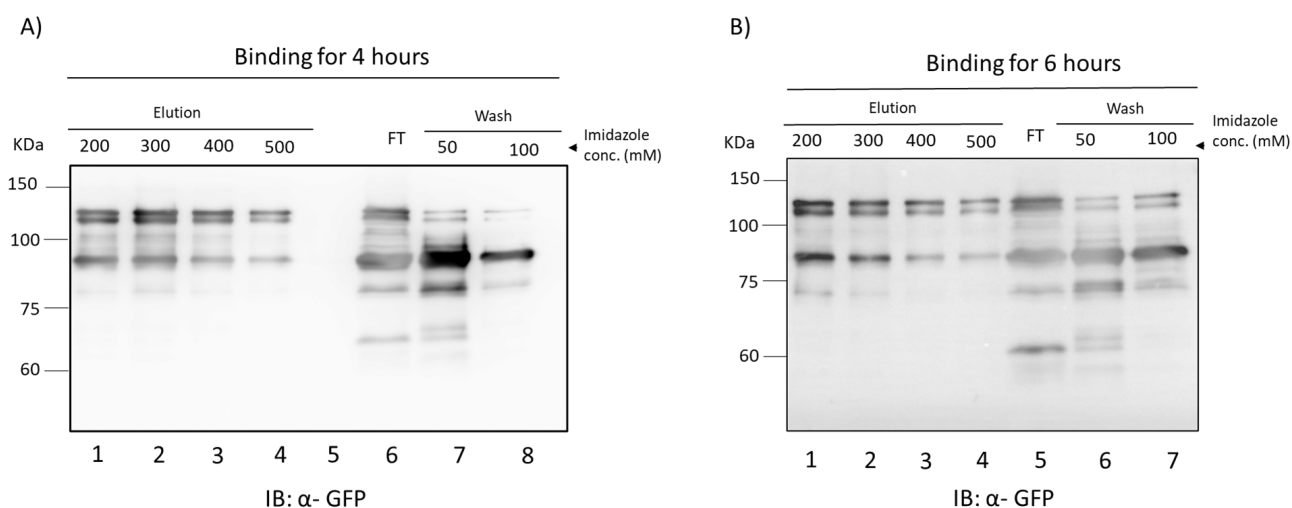 A)
Binding for 4 hours
Elution
Wash
KDa
200 300 400 500 FT 50 100
Imidazole
conc. (mM)
150
100
75
60
1 2 3 4 5 6 7 8
IB: α- GFP
B)
Binding for 6 hours
Elution
Wash
KDa
200 300 400 500 FT 50 100
Imidazole
conc. (mM)
150
100
75
60
1 2 3 4 5 6 7
IB: α- GFP